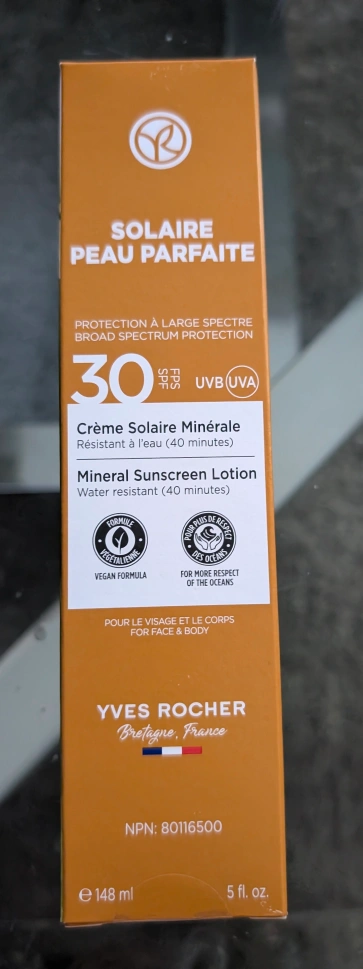 SOLAIRE
PEAU PARFAITE
PROTECTION À LARGE SPECTRE
BROAD SPECTRUM PROTECTION
30 FPS SPF UVB UVA
Crème Solaire Minérale
Résistant à l'eau (40 minutes)
Mineral Sunscreen Lotion
Water resistant (40 minutes)
FORMULE VÉGÉTALIENNE
POUR PLUS DE RESPECT DES OCÉANS
VEGAN FORMULA
FOR MORE RESPECT
OF THE OCEANS
POUR LE VISAGE ET LE CORPS
FOR FACE & BODY
YVES ROCHER
Bretagne, France
NPN: 80116500
℮ 148 ml 5 fl. oz.